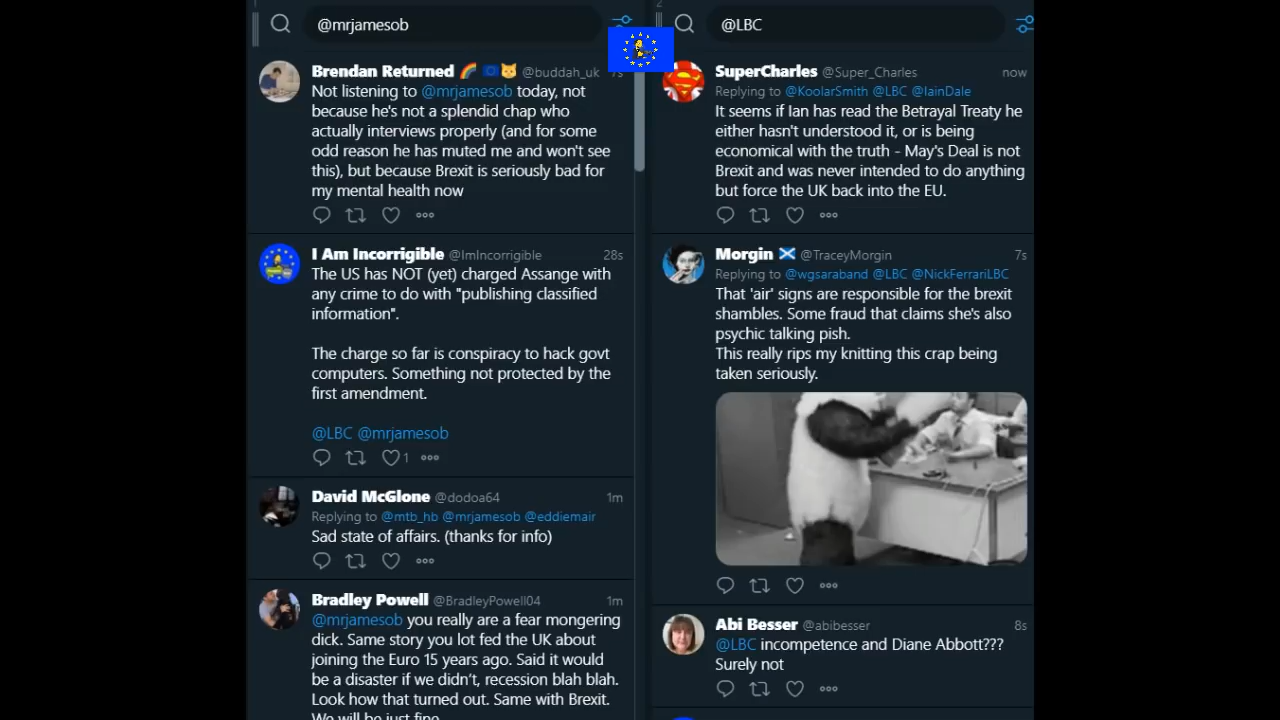 @mrjamesob
Brendan Returned 🌈 🇪🇺 😺 @buddah_uk 7s
Not listening to @mrjamesob today, not
because he's not a splendid chap who
actually interviews properly (and for some
odd reason he has muted me and won't see
this), but because Brexit is seriously bad for
my mental health now
I Am Incorrigible @ImIncorrigible 28s
The US has NOT (yet) charged Assange with
any crime to do with "publishing classified
information".
The charge so far is conspiracy to hack govt
computers. Something not protected by the
first amendment.
@LBC @mrjamesob
1
David McGlone @dodoa64 1m
Replying to @mtb_hb @mrjamesob @eddiemair
Sad state of affairs. (thanks for info)
Bradley Powell @BradleyPowell04 1m
@mrjamesob you really are a fear mongering
dick. Same story you lot fed the UK about
joining the Euro 15 years ago. Said it would
be a disaster if we didn't, recession blah blah.
Look how that turned out. Same with Brexit.
We will be just fine
2
@LBC
SuperCharles @Super_Charles now
Replying to @KoolarSmith @LBC @IainDale
It seems if Ian has read the Betrayal Treaty he
either hasn't understood it, or is being
economical with the truth - May's Deal is not
Brexit and was never intended to do anything
but force the UK back into the EU.
Morgin 🏴󠁧󠁢󠁳󠁣󠁴󠁿 @TraceyMorgin 7s
Replying to @wgsaraband @LBC @NickFerrariLBC
That 'air' signs are responsible for the brexit
shambles. Some fraud that claims she's also
psychic talking pish.
This really rips my knitting this crap being
taken seriously.
Abi Besser @abibesser 8s
@LBC incompetence and Diane Abbott???
Surely not